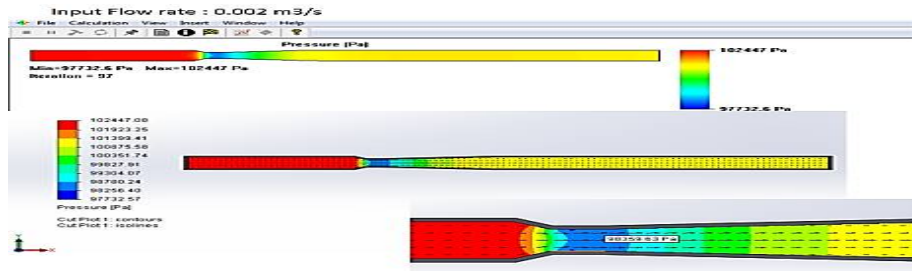 Input Flow rate : 0.002 m3/s
File Calculation View Insert Window Help
Pressure [Pa]
Min=97732.6 Pa Max=102447 Pa
Iteration = 97
102447 Pa
97732.6 Pa
102447.08
101923.25
101399.41
100875.58
100351.74
99827.91
99304.07
98780.24
98256.40
97732.57
Pressure [Pa]
Cut Plot 1: contours
Cut Plot 1: isolines
98359.63 Pa
Y
X